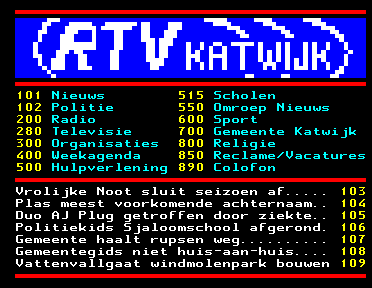 RTV KATWIJK
101 Nieuws 515 Scholen
102 Politie 550 Omroep Nieuws
200 Radio 600 Sport
280 Televisie 700 Gemeente Katwijk
300 Organisaties 800 Religie
400 Weekagenda 850 Reclame/Vacatures
500 Hulpverlening 890 Colofon
Vrolijke Noot sluit seizoen af..... 103
Plas meest voorkomende achternaam.. 104
Duo AJ Plug getroffen door ziekte.. 105
Politiekids Sjaloomschool afgerond. 106
Gemeente haalt rupsen weg.......... 107
Gemeentegids niet huis-aan-huis.... 108
Vattenvallgaat windmolenpark bouwen 109